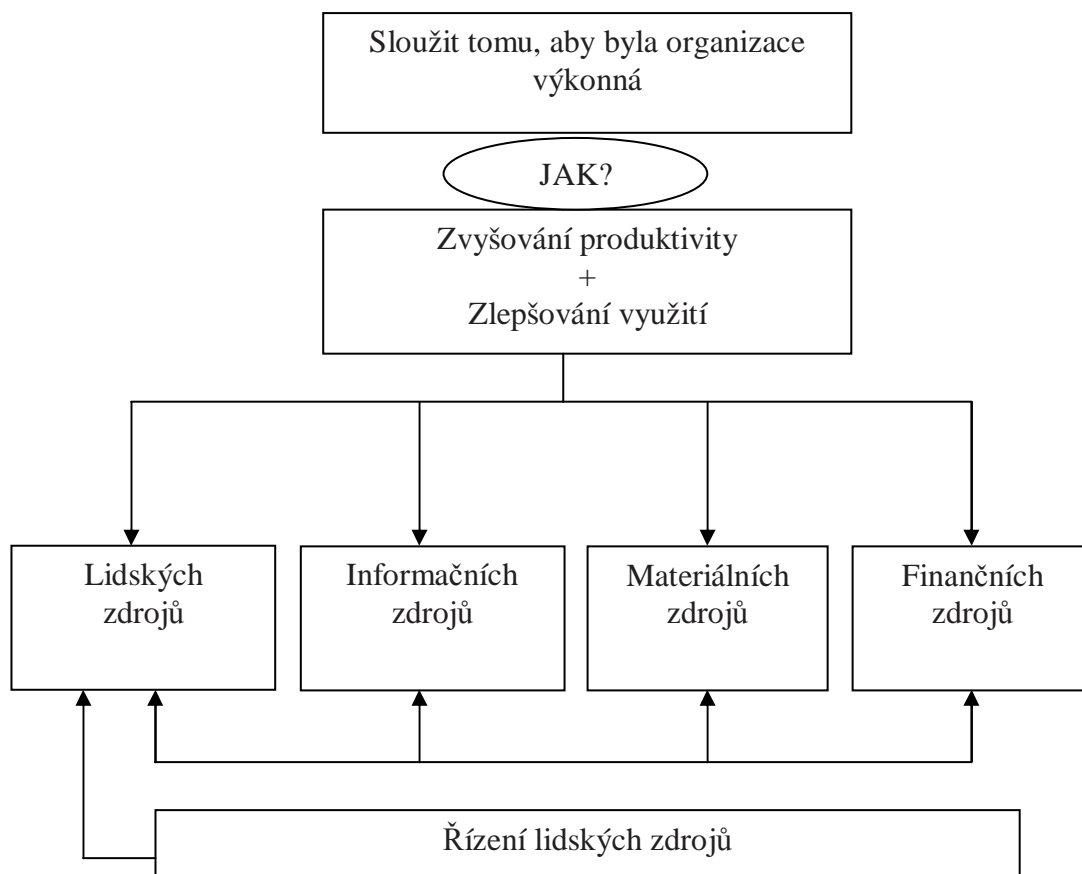 Sloužit tomu, aby byla organizace
výkonná
JAK?
Zvyšování produktivity
+
Zlepšování využití
Lidských
zdrojů
Informačních
zdrojů
Materiálních
zdrojů
Finančních
zdrojů
Řízení lidských zdrojů